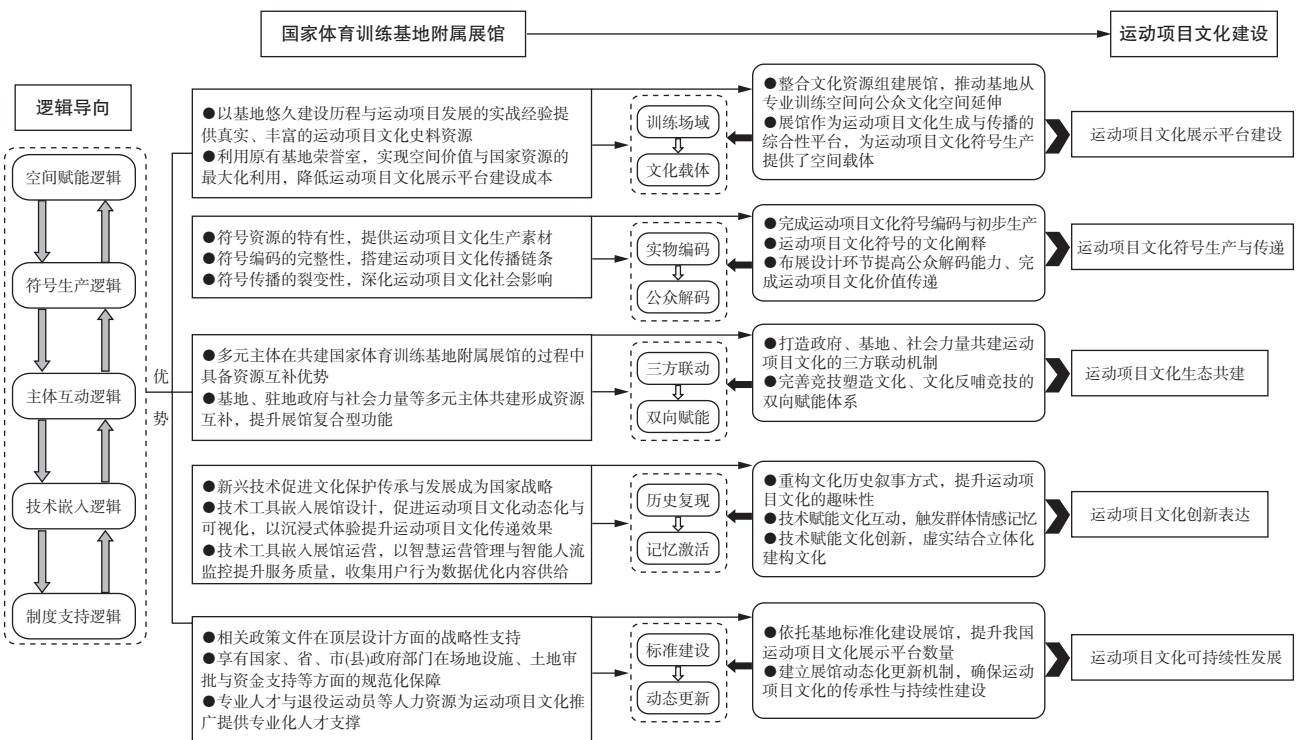 国家体育训练基地附属展馆
运动项目文化建设
逻辑导向
空间赋能逻辑
符号生产逻辑
主体互动逻辑
技术嵌入逻辑
制度支持逻辑
优
势
●以基地悠久建设历程与运动项目发展的实战经验提
供真实、丰富的运动项目文化史料资源
●利用原有基地荣誉室，实现空间价值与国家资源的
最大化利用，降低运动项目文化展示平台建设成本
训练场域
文化载体
●整合文化资源组建展馆，推动基地从
专业训练空间向公众文化空间延伸
●展馆作为运动项目文化生成与传播的
综合性平台，为运动项目文化符号生产
提供了空间载体
运动项目文化展示平台建设
●符号资源的特有性，提供运动项目文化生产素材
●符号编码的完整性，搭建运动项目文化传播链条
●符号传播的裂变性，深化运动项目文化社会影响
实物编码
公众解码
●完成运动项目文化符号编码与初步生产
●运动项目文化符号的文化阐释
●布展设计环节提高公众解码能力、完
成运动项目文化价值传递
运动项目文化符号生产与传递
●多元主体在共建国家体育训练基地附属展馆的过程中
具备资源互补优势
●基地、驻地政府与社会力量等多元主体共建形成资源
互补，提升展馆复合型功能
三方联动
双向赋能
●打造政府、基地、社会力量共建运动
项目文化的三方联动机制
●完善竞技塑造文化、文化反哺竞技的
双向赋能体系
运动项目文化生态共建
●新兴技术促进文化保护传承与发展成为国家战略
●技术工具嵌入展馆设计，促进运动项目文化动态化与
可视化，以沉浸式体验提升运动项目文化传递效果
●技术工具嵌入展馆运营，以智慧运营管理与智能人流
监控提升服务质量，收集用户行为数据优化内容供给
历史复现
记忆激活
●重构文化历史叙事方式，提升运动项
目文化的趣味性
●技术赋能文化互动，触发群体情感记忆
●技术赋能文化创新，虚实结合立体化
建构文化
运动项目文化创新表达
●相关政策文件在顶层设计方面的战略性支持
●享有国家、省、市(县)政府部门在场地设施、土地审
批与资金支持等方面的规范化保障
●专业人才与退役运动员等人力资源为运动项目文化推
广提供专业化人才支撑
标准建设
动态更新
●依托基地标准化建设展馆，提升我国
运动项目文化展示平台数量
●建立展馆动态化更新机制，确保运动
项目文化的传承性与持续性建设
运动项目文化可持续性发展